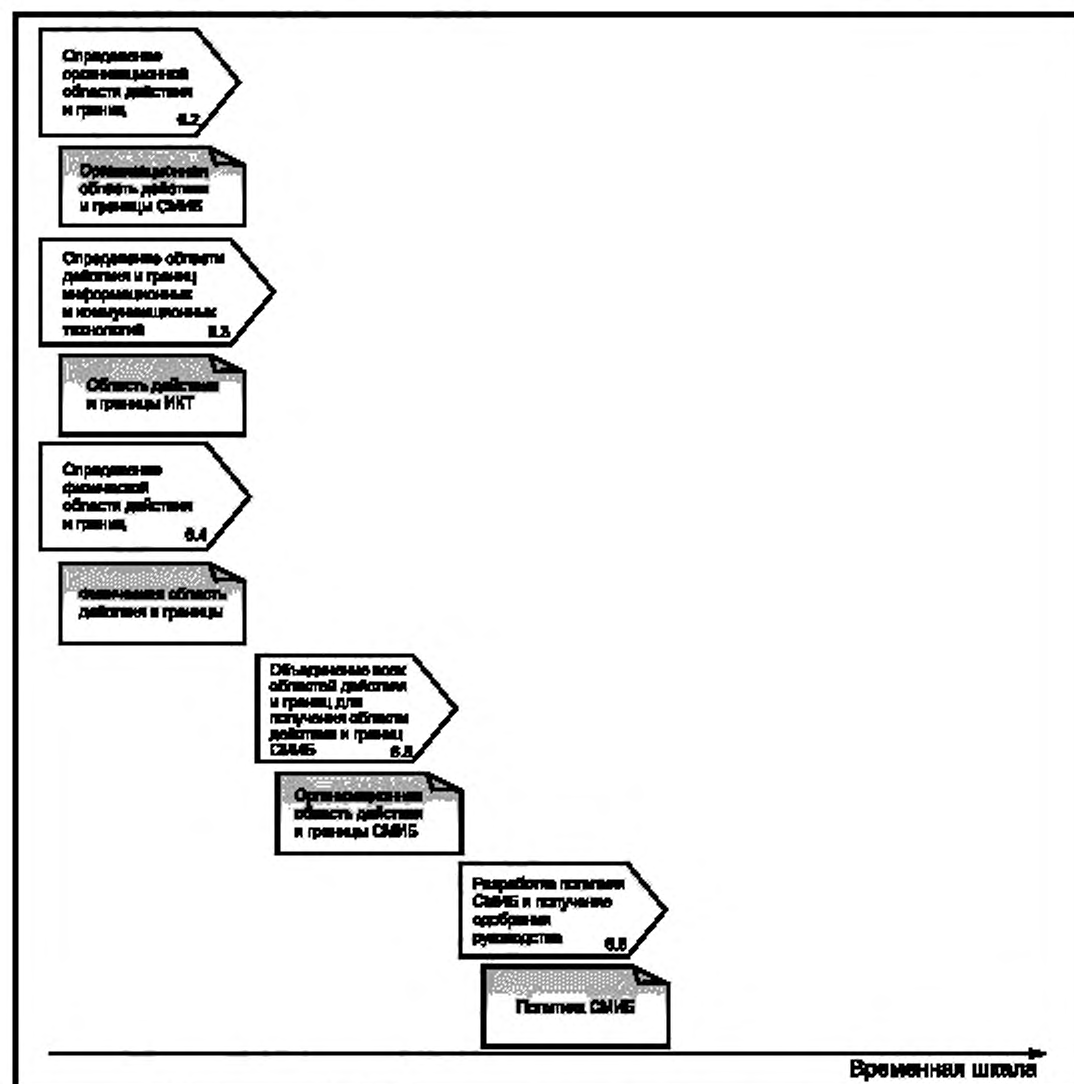 Определение
организационной
области действия
и границ
6.2
Организационная
область действия
и границы СМИБ
Определение области
действия и границ
информационных
и коммуникационных
технологий 6.3
Область действия
и границы ИКТ
Определение
физической
области действия
и границ
6.4
Физическая область
действия и границы
Объединение всех
областей действия
и границ для
получения области
действия и границ
СМИБ 6.5
Организационная
область действия
и границы СМИБ
Разработка политики
СМИБ и получение
одобрения
руководства 6.6
Политика СМИБ
Временная шкала